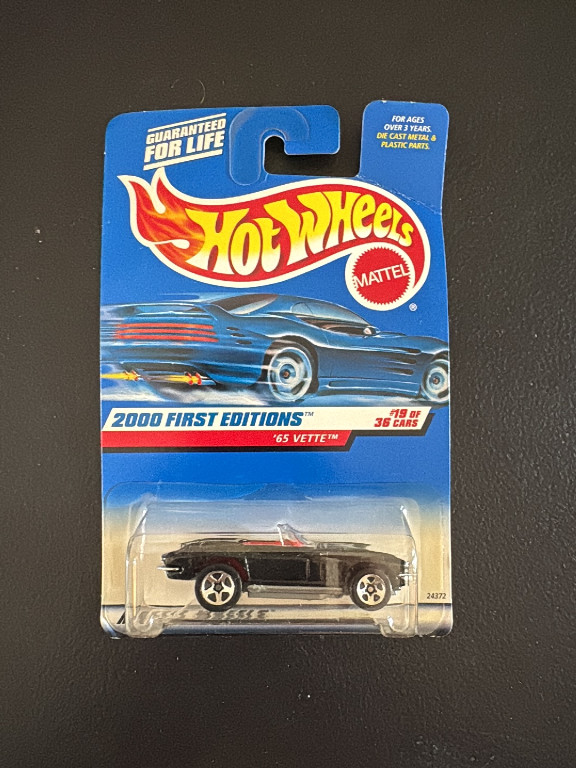 GUARANTEED
FOR LIFE
FOR AGES
OVER 3 YEARS.
DIE CAST METAL &
PLASTIC PARTS.
HOT WHEELS
MATTEL
®
2000 FIRST EDITIONS™
#19 OF
36 CARS
'65 VETTE™
24372